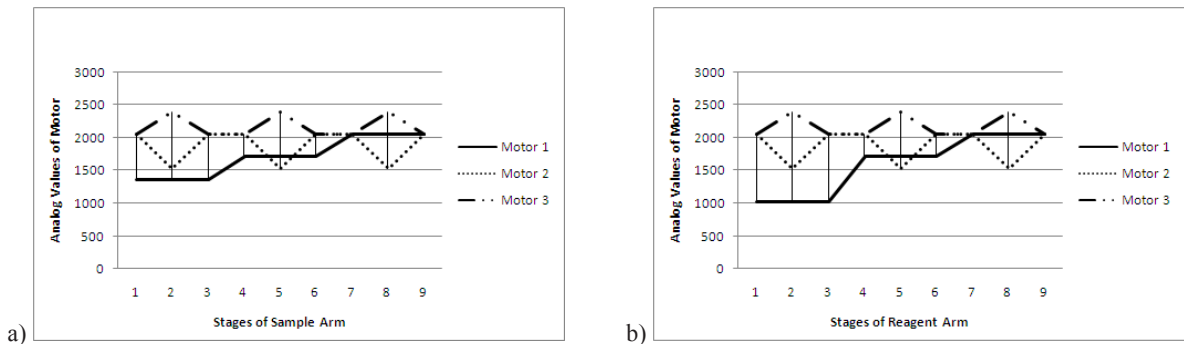 Analog Values of Motor
3000
2500
2000
1500
1000
500
0
1 2 3 4 5 6 7 8 9
Stages of Sample Arm
Motor 1
Motor 2
Motor 3
a)
Analog Values of Motor
3000
2500
2000
1500
1000
500
0
1 2 3 4 5 6 7 8 9
Stages of Reagent Arm
Motor 1
Motor 2
Motor 3
b)